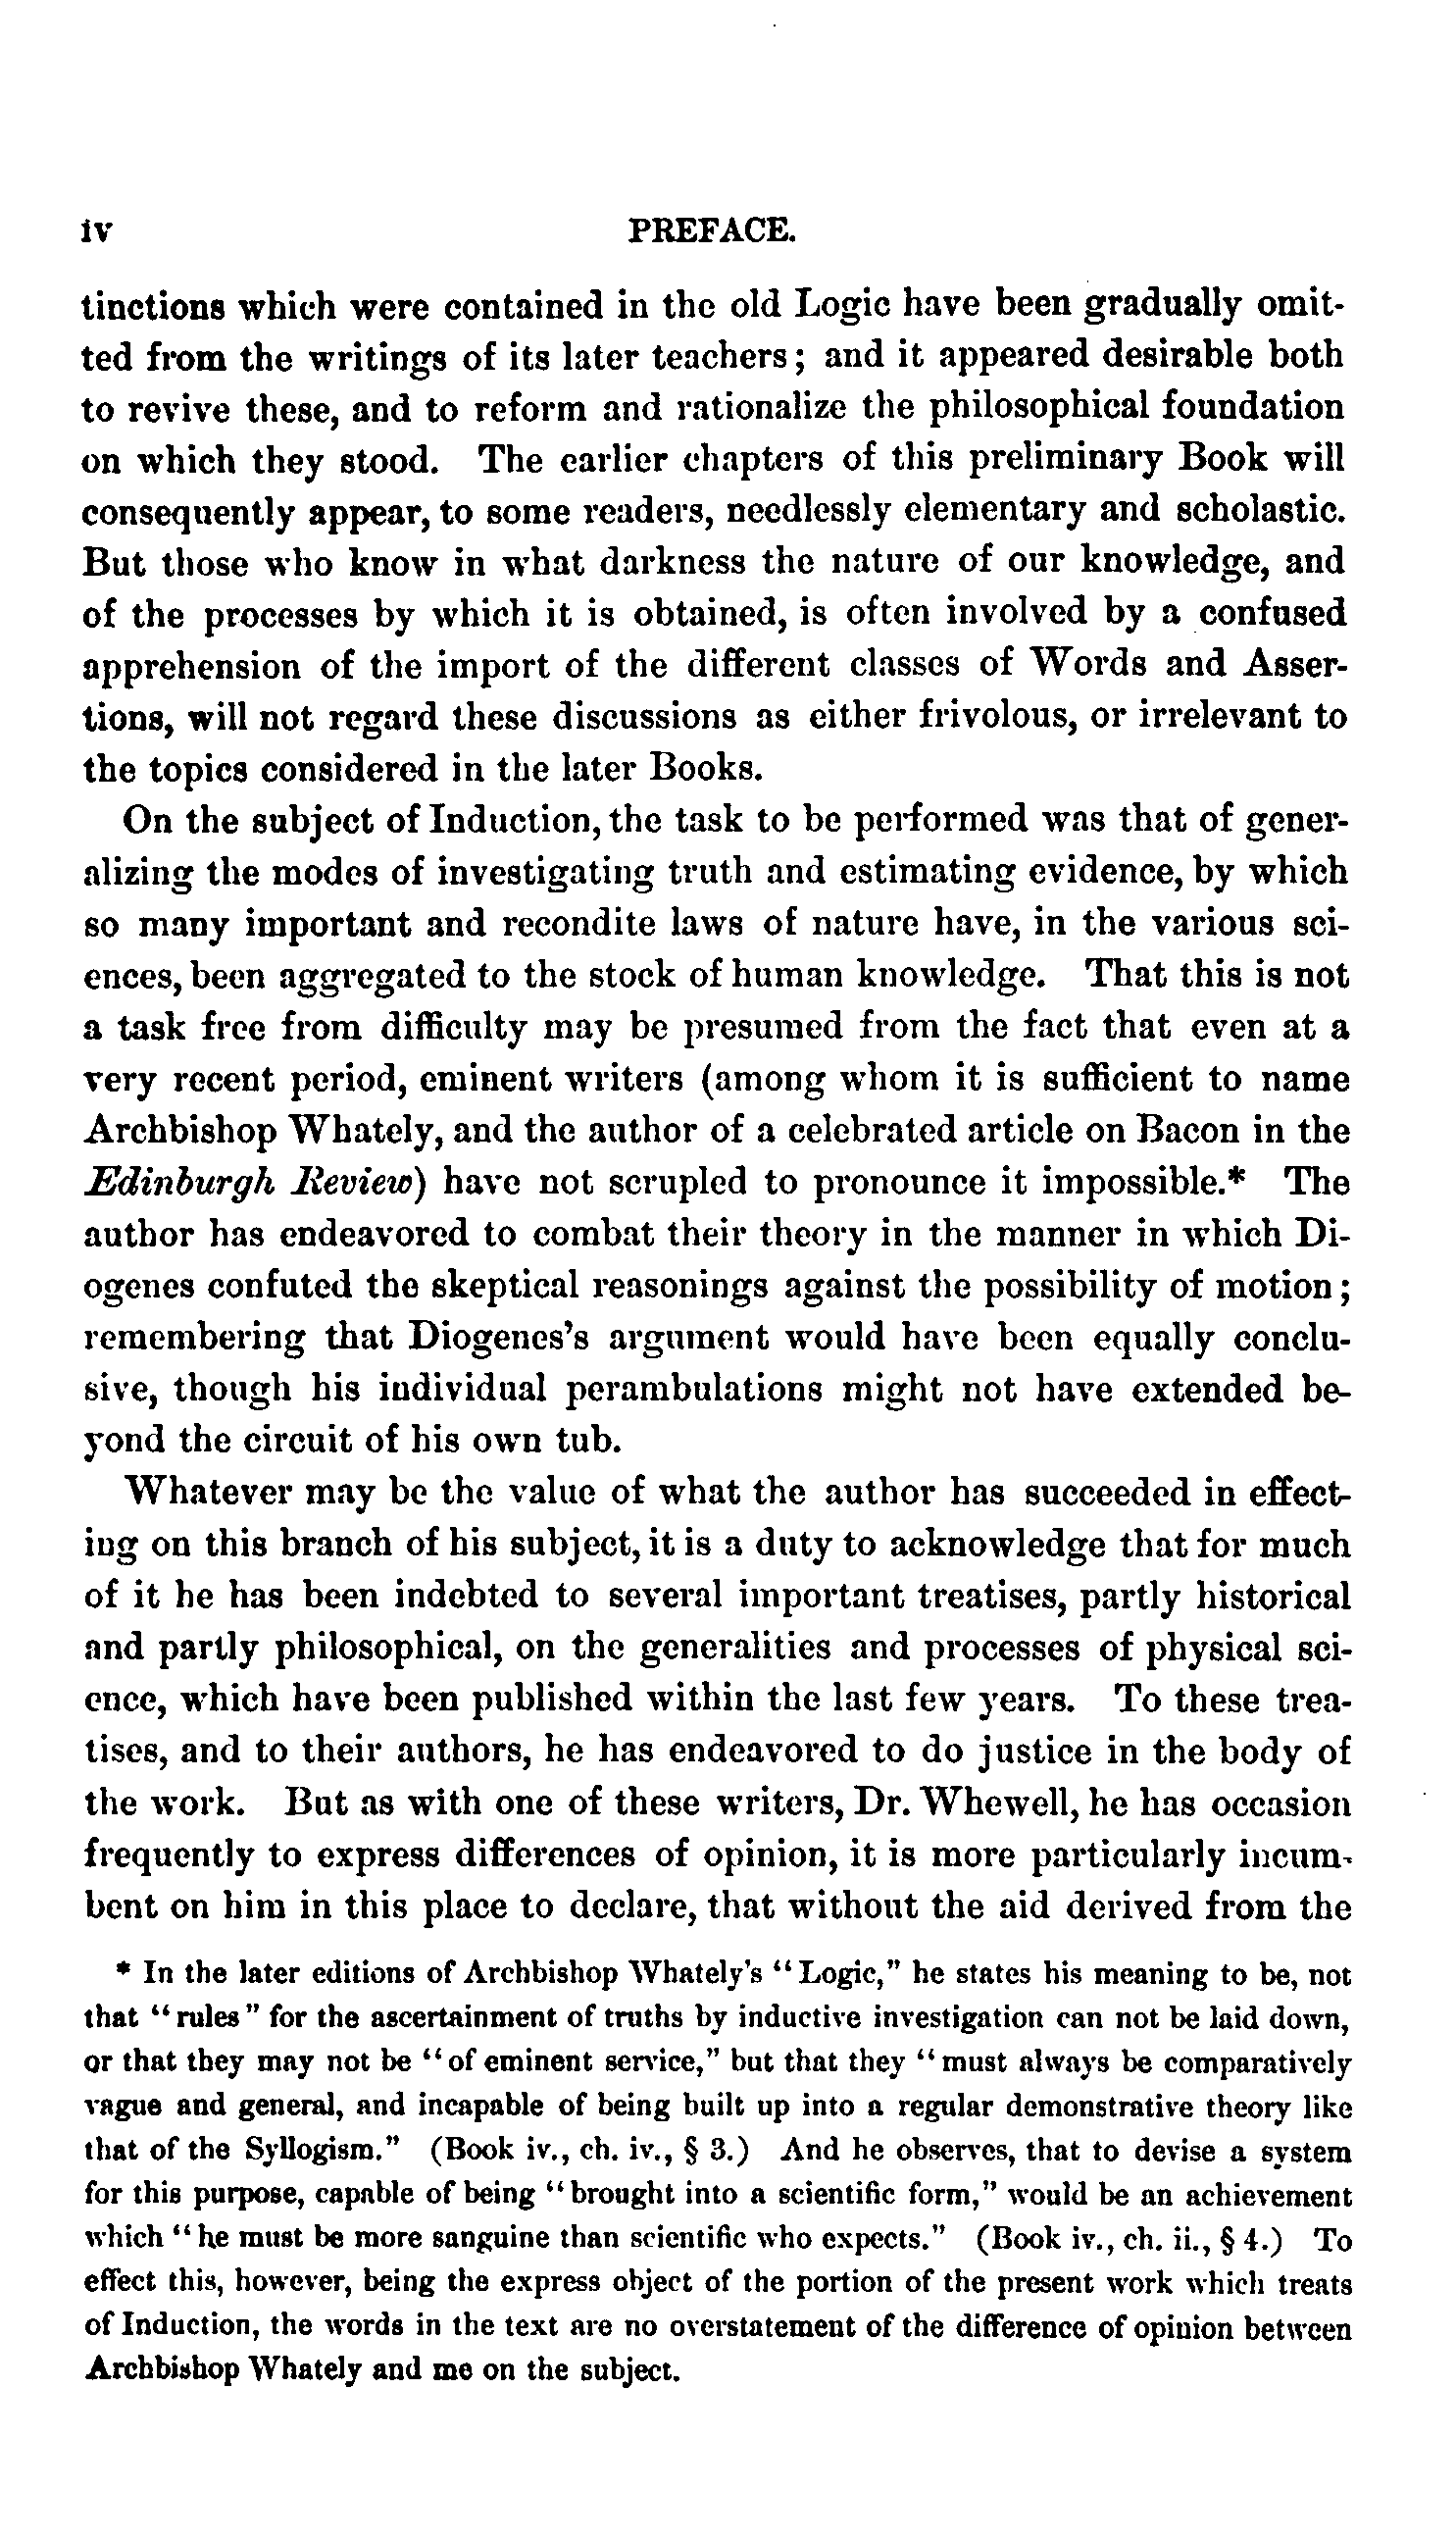 iv PREFACE.
tinctions which were contained in the old Logic have been gradually omit-
ted from the writings of its later teachers; and it appeared desirable both
to revive these, and to reform and rationalize the philosophical foundation
on which they stood. The earlier chapters of this preliminary Book will
consequently appear, to some readers, needlessly elementary and scholastic.
But those who know in what darkness the nature of our knowledge, and
of the processes by which it is obtained, is often involved by a confused
apprehension of the import of the different classes of Words and Asser-
tions, will not regard these discussions as either frivolous, or irrelevant to
the topics considered in the later Books.
On the subject of Induction, the task to be performed was that of gener-
alizing the modes of investigating truth and estimating evidence, by which
so many important and recondite laws of nature have, in the various sci-
ences, been aggregated to the stock of human knowledge. That this is not
a task free from difficulty may be presumed from the fact that even at a
very recent period, eminent writers (among whom it is sufficient to name
Archbishop Whately, and the author of a celebrated article on Bacon in the
Edinburgh Review) have not scrupled to pronounce it impossible.* The
author has endeavored to combat their theory in the manner in which Di-
ogenes confuted the skeptical reasonings against the possibility of motion;
remembering that Diogenes's argument would have been equally conclu-
sive, though his individual perambulations might not have extended be-
yond the circuit of his own tub.
Whatever may be the value of what the author has succeeded in effect-
ing on this branch of his subject, it is a duty to acknowledge that for much
of it he has been indebted to several important treatises, partly historical
and partly philosophical, on the generalities and processes of physical sci-
ence, which have been published within the last few years. To these trea-
tises, and to their authors, he has endeavored to do justice in the body of
the work. But as with one of these writers, Dr. Whewell, he has occasion
frequently to express differences of opinion, it is more particularly incum-
bent on him in this place to declare, that without the aid derived from the
* In the later editions of Archbishop Whately's "Logic," he states his meaning to be, not
that "rules" for the ascertainment of truths by inductive investigation can not be laid down,
or that they may not be "of eminent service," but that they "must always be comparatively
vague and general, and incapable of being built up into a regular demonstrative theory like
that of the Syllogism." (Book iv., ch. iv., § 3.) And he observes, that to devise a system
for this purpose, capable of being "brought into a scientific form," would be an achievement
which "he must be more sanguine than scientific who expects." (Book iv., ch. ii., § 4.) To
effect this, however, being the express object of the portion of the present work which treats
of Induction, the words in the text are no overstatement of the difference of opinion between
Archbishop Whately and me on the subject.